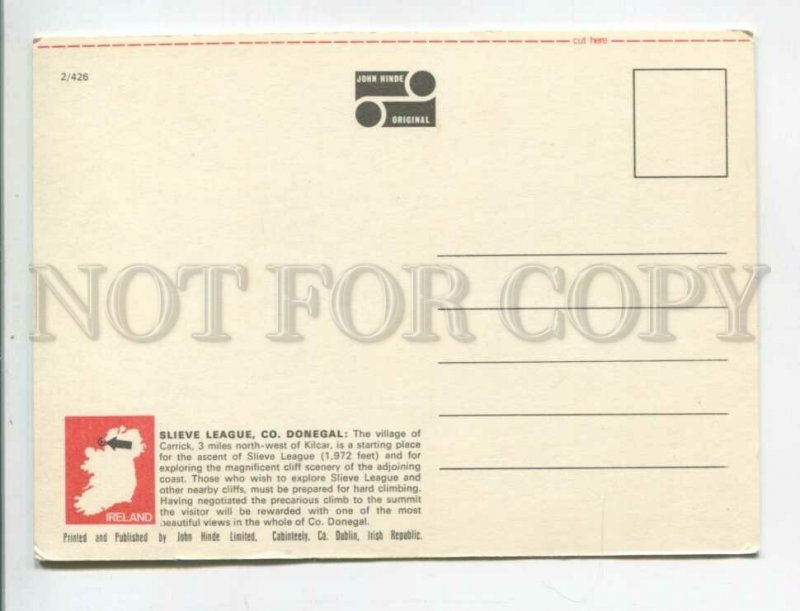 cut here
2/426
JOHN HINDE
ORIGINAL
NOT FOR COPY
SLIEVE LEAGUE, CO. DONEGAL: The village of
Carrick, 3 miles north-west of Kilcar, is a starting place
for the ascent of Slieve League (1,972 feet) and for
exploring the magnificent cliff scenery of the adjoining
coast. Those who wish to explore Slieve League and
other nearby cliffs, must be prepared for hard climbing.
Having negotiated the precarious climb to the summit
the visitor will be rewarded with one of the most
beautiful views in the whole of Co. Donegal.
IRELAND
Printed and Published by John Hinde Limited, Cabinteely, Co. Dublin, Irish Republic.